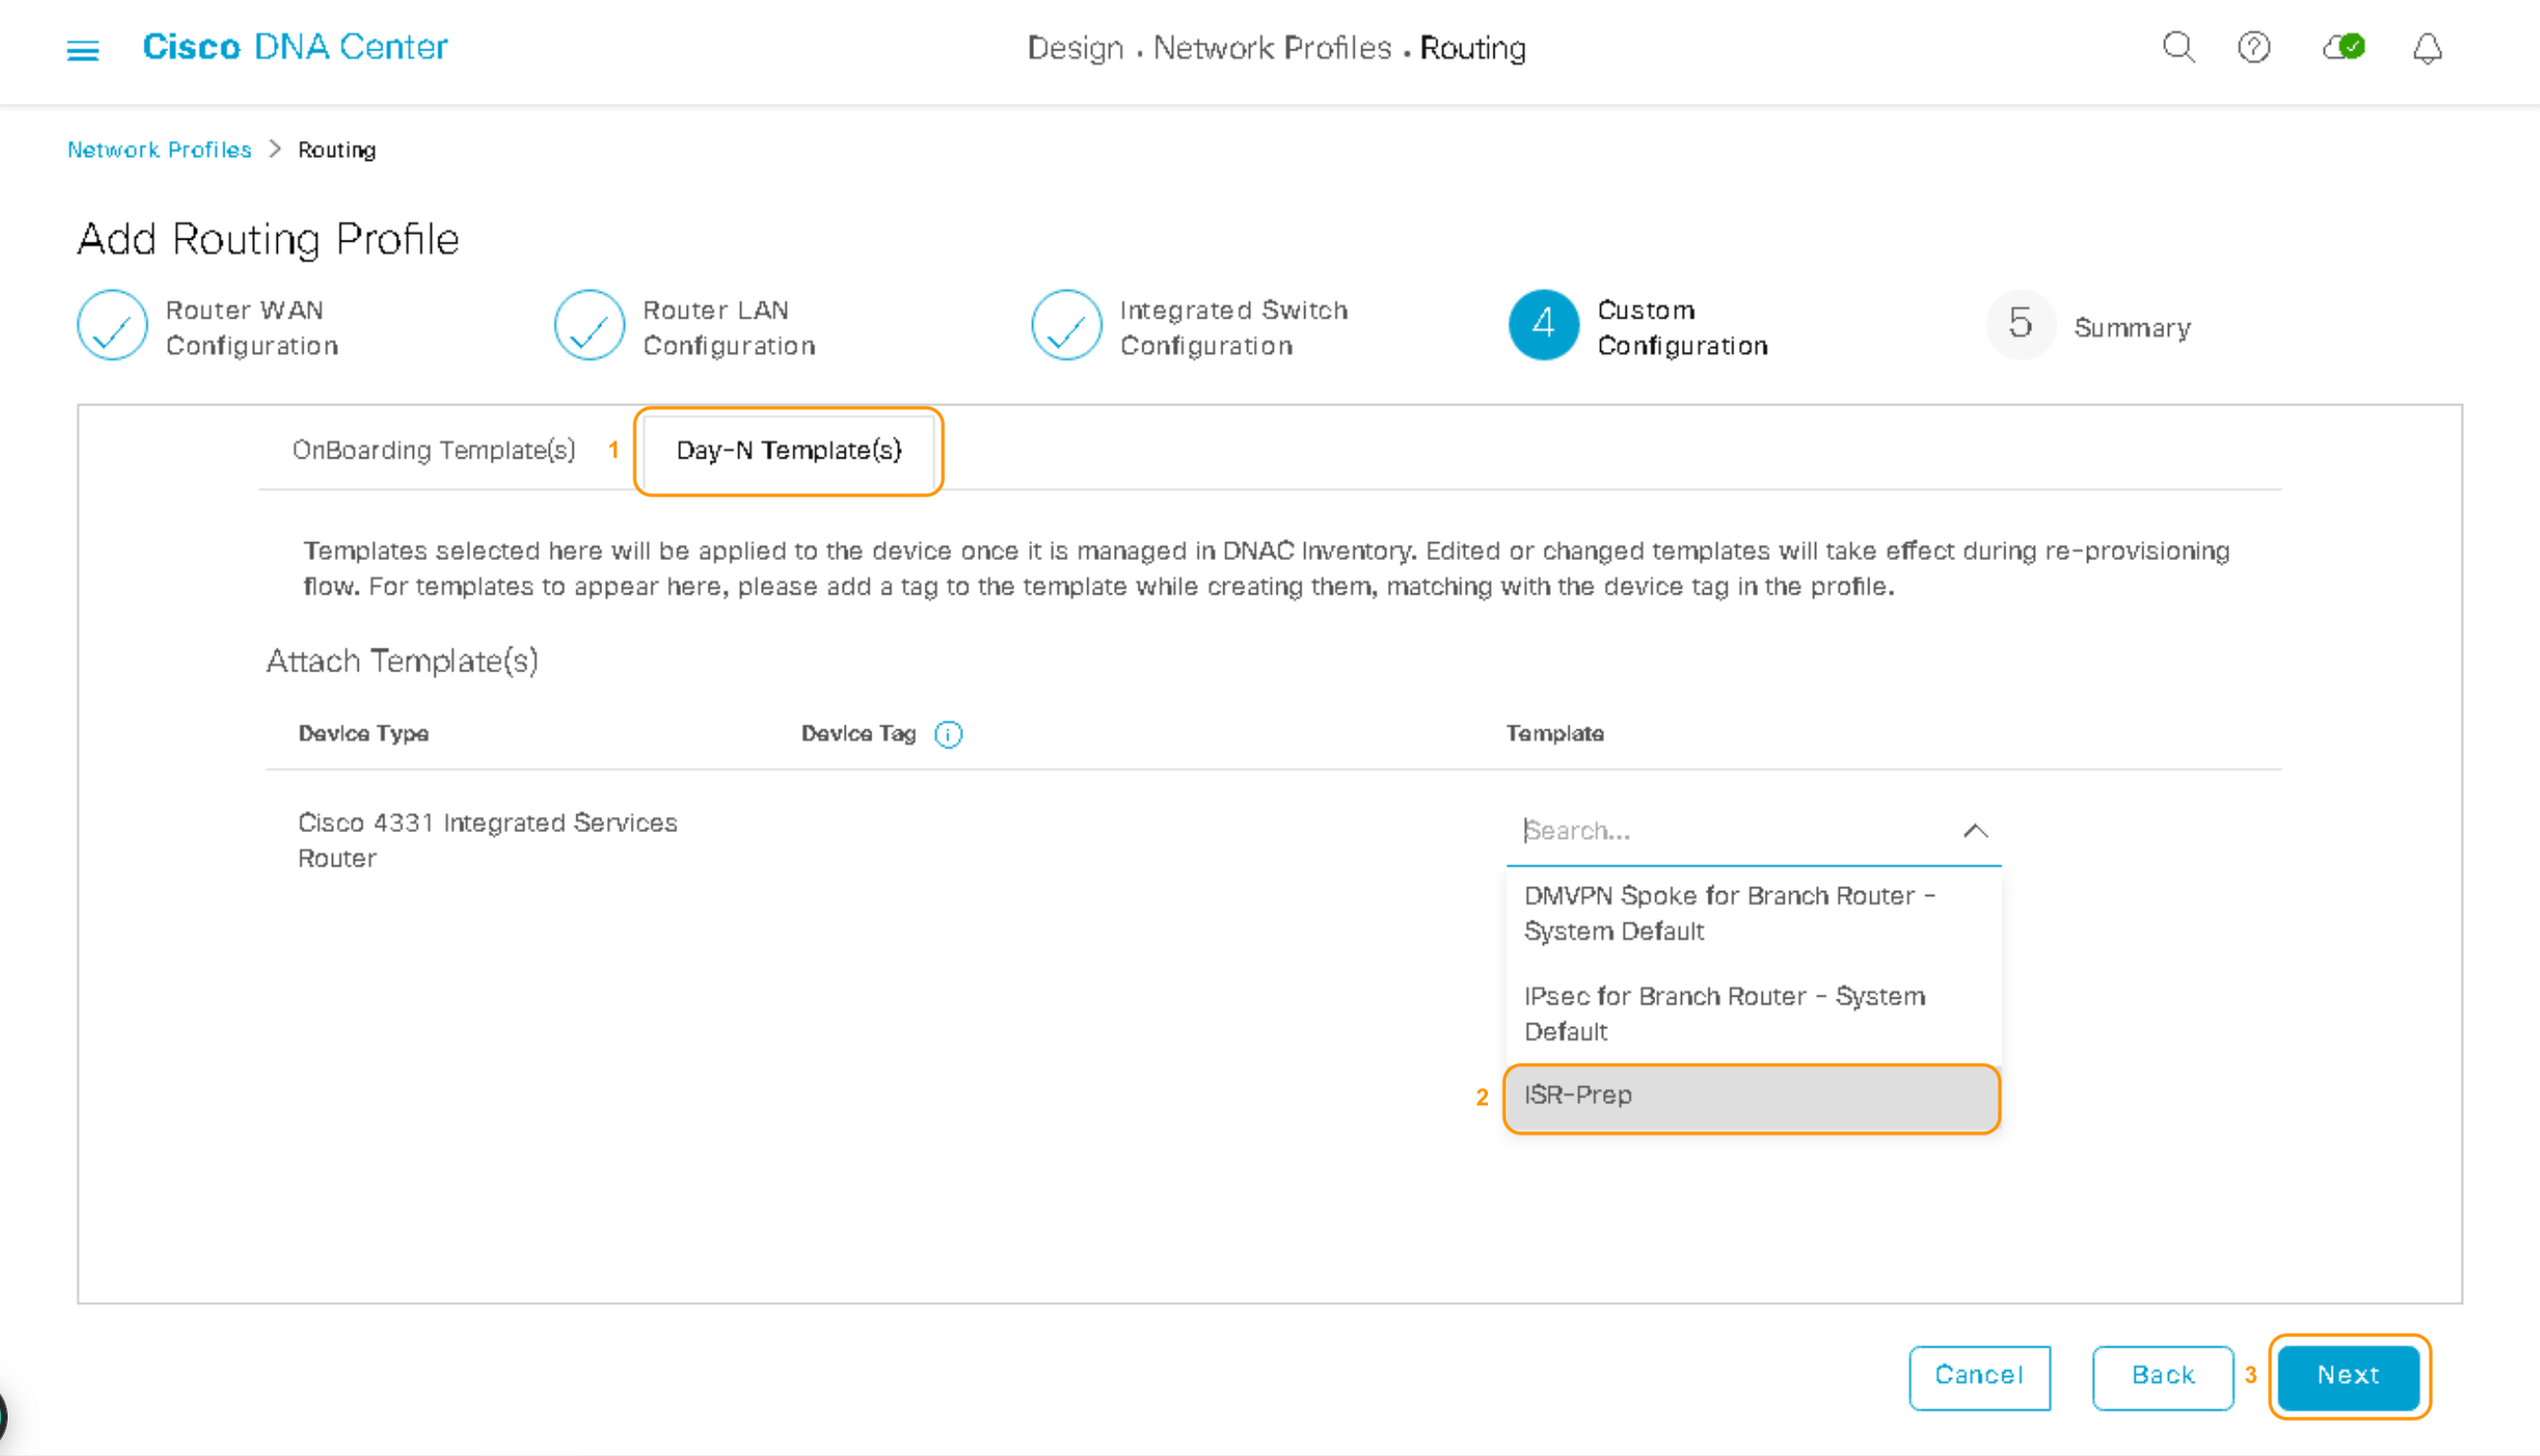 Cisco DNA Center
Design . Network Profiles . Routing
Network Profiles > Routing
Add Routing Profile
Router WAN
Configuration
Router LAN
Configuration
Integrated Switch
Configuration
4
Custom
Configuration
5
Summary
OnBoarding Template(s)
1
Day-N Template(s)
Templates selected here will be applied to the device once it is managed in DNAC Inventory. Edited or changed templates will take effect during re-provisioning
flow. For templates to appear here, please add a tag to the template while creating them, matching with the device tag in the profile.
Attach Template(s)
Device Type
Device Tag
Template
Cisco 4331 Integrated Services
Router
Search...
DMVPN Spoke for Branch Router -
System Default
IPsec for Branch Router - System
Default
2
ISR-Prep
Cancel
Back
3
Next